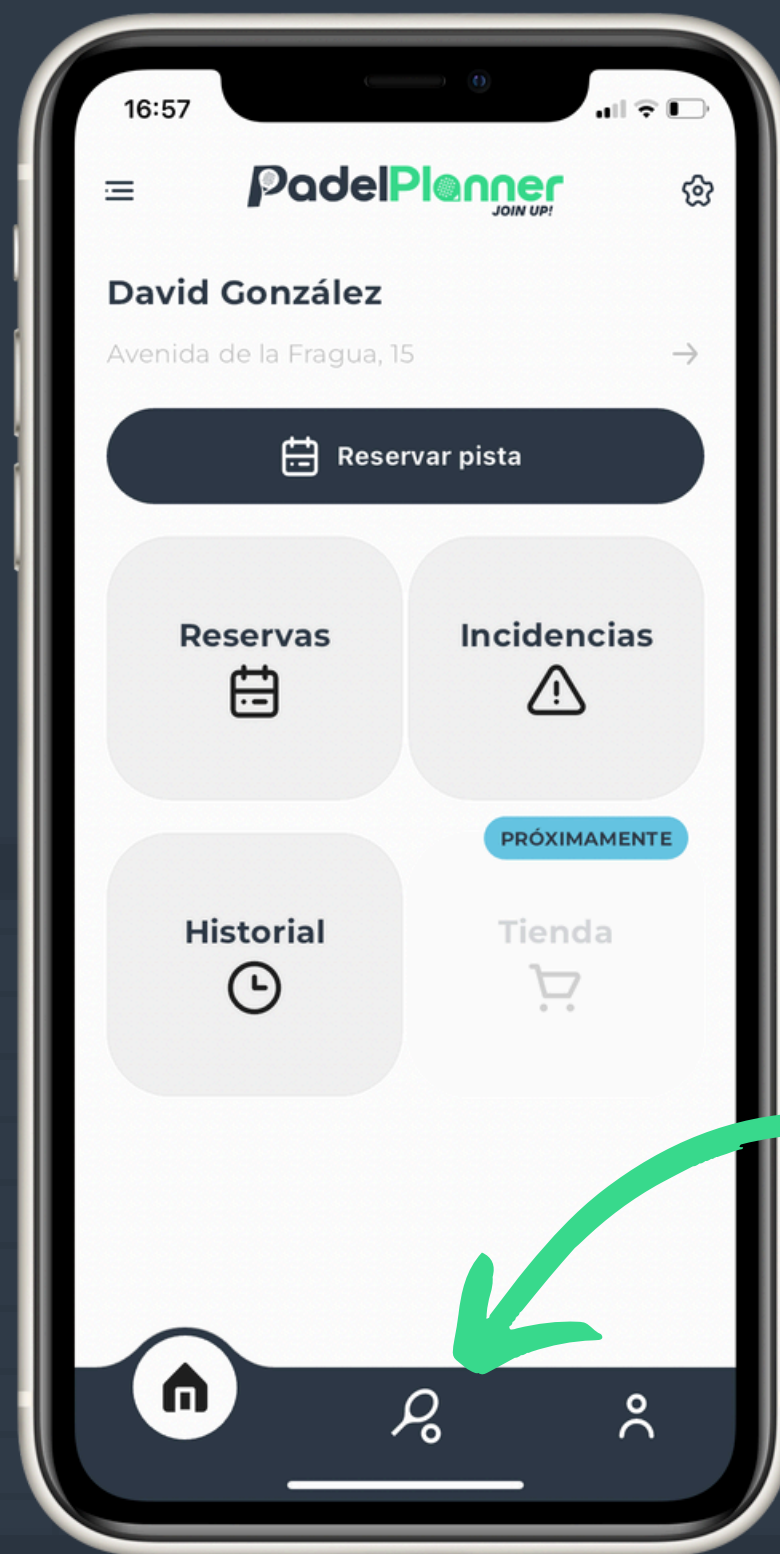 16:57
PadelPlanner
JOIN UP!
David González
Avenida de la Fragua, 15
Reservar pista
Reservas
Incidencias
PRÓXIMAMENTE
Historial
Tienda